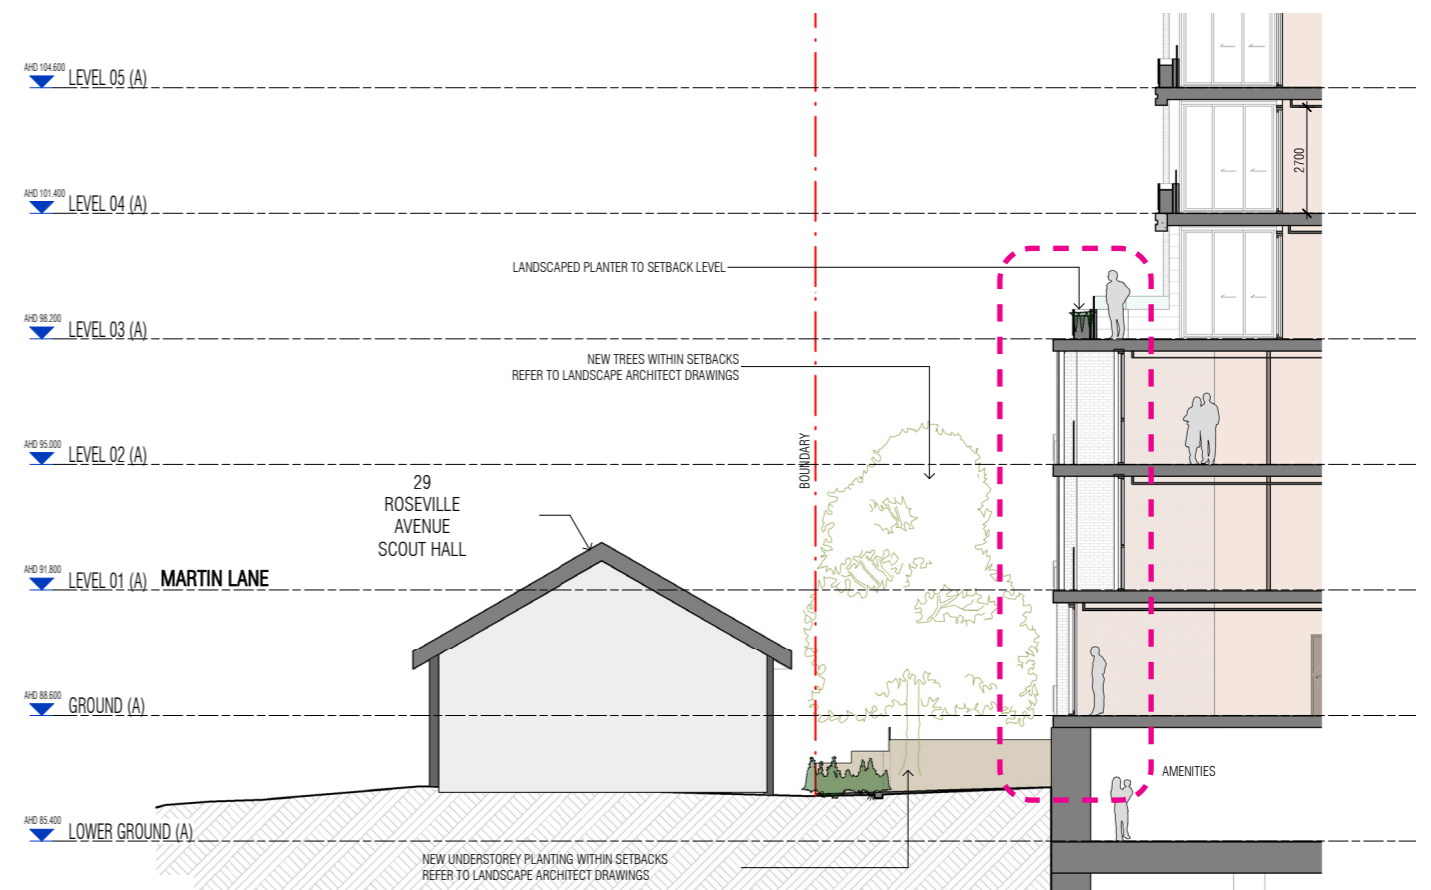 AHD 104.600
LEVEL 05 (A)
2700
AHD 101.400
LEVEL 04 (A)
LANDSCAPED PLANTER TO SETBACK LEVEL
AHD 98.200
LEVEL 03 (A)
NEW TREES WITHIN SETBACKS
REFER TO LANDSCAPE ARCHITECT DRAWINGS
AHD 95.000
LEVEL 02 (A)
BOUNDARY
29
ROSEVILLE
AVENUE
SCOUT HALL
AHD 91.800
LEVEL 01 (A) MARTIN LANE
AHD 88.600
GROUND (A)
AMENITIES
AHD 85.400
LOWER GROUND (A)
NEW UNDERSTOREY PLANTING WITHIN SETBACKS
REFER TO LANDSCAPE ARCHITECT DRAWINGS